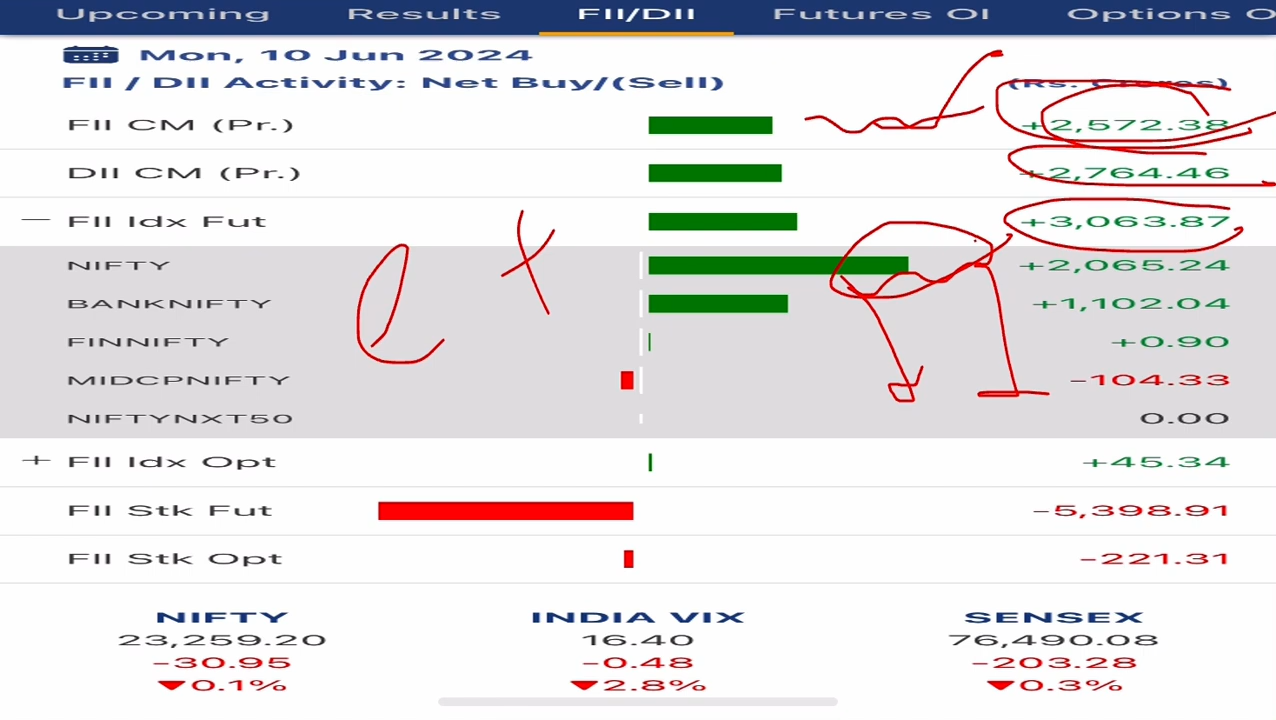 Upcoming Results FII/DII Futures OI Options O
Mon, 10 Jun 2024
FII / DII Activity: Net Buy/(Sell) (Rs. Crores)
FII CM (Pr.) +2,572.38
DII CM (Pr.) +2,764.46
— FII Idx Fut +3,063.87
NIFTY +2,065.24
BANKNIFTY +1,102.04
FINNIFTY +0.90
MIDCPNIFTY -104.33
NIFTYNXT50 0.00
+ FII Idx Opt +45.34
FII Stk Fut -5,398.91
FII Stk Opt -221.31
NIFTY INDIA VIX SENSEX
23,259.20 16.40 76,490.08
-30.95 -0.48 -203.28
▼0.1% ▼2.8% ▼0.3%